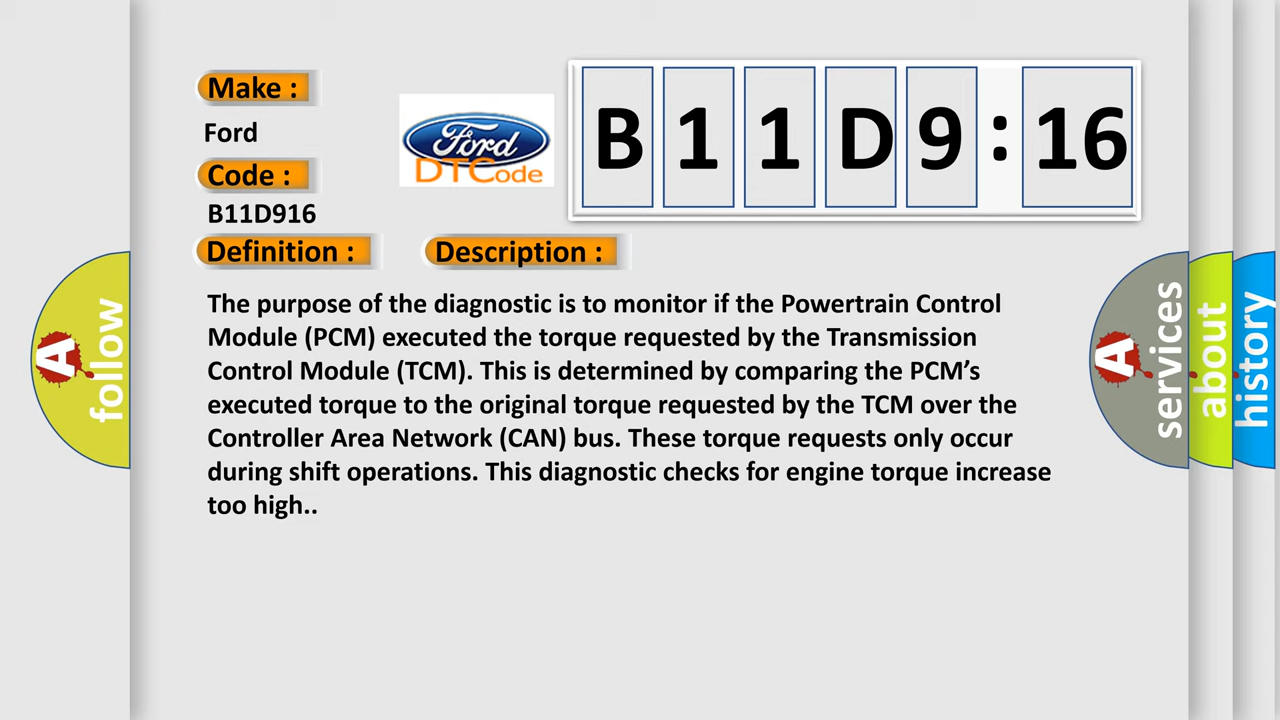 Make :
Ford
Code :
B11D916
Ford
DTCode
B 1 1 D 9 : 16
Definition :
Description :
The purpose of the diagnostic is to monitor if the Powertrain Control
Module (PCM) executed the torque requested by the Transmission
Control Module (TCM). This is determined by comparing the PCM’s
executed torque to the original torque requested by the TCM over the
Controller Area Network (CAN) bus. These torque requests only occur
during shift operations. This diagnostic checks for engine torque increase
too high..
A
follow
A
services
about
history